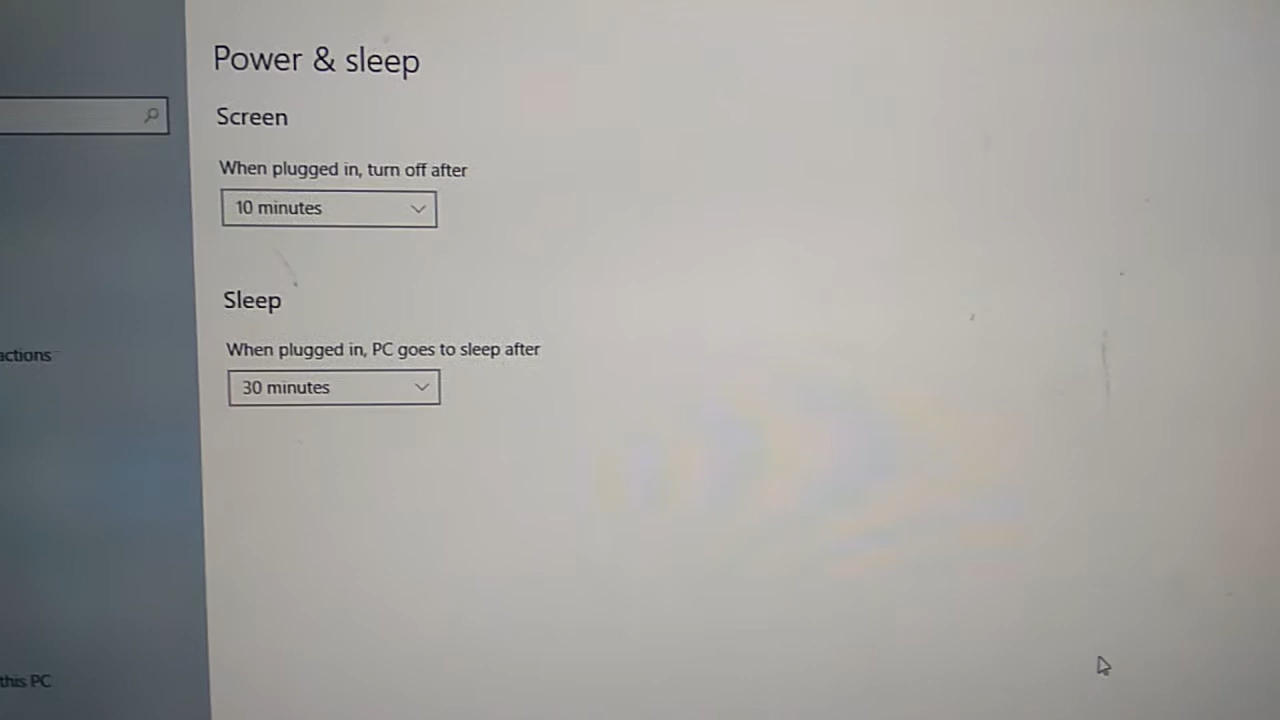 Power & sleep
Screen
When plugged in, turn off after
10 minutes
Sleep
When plugged in, PC goes to sleep after
30 minutes
actions
this PC